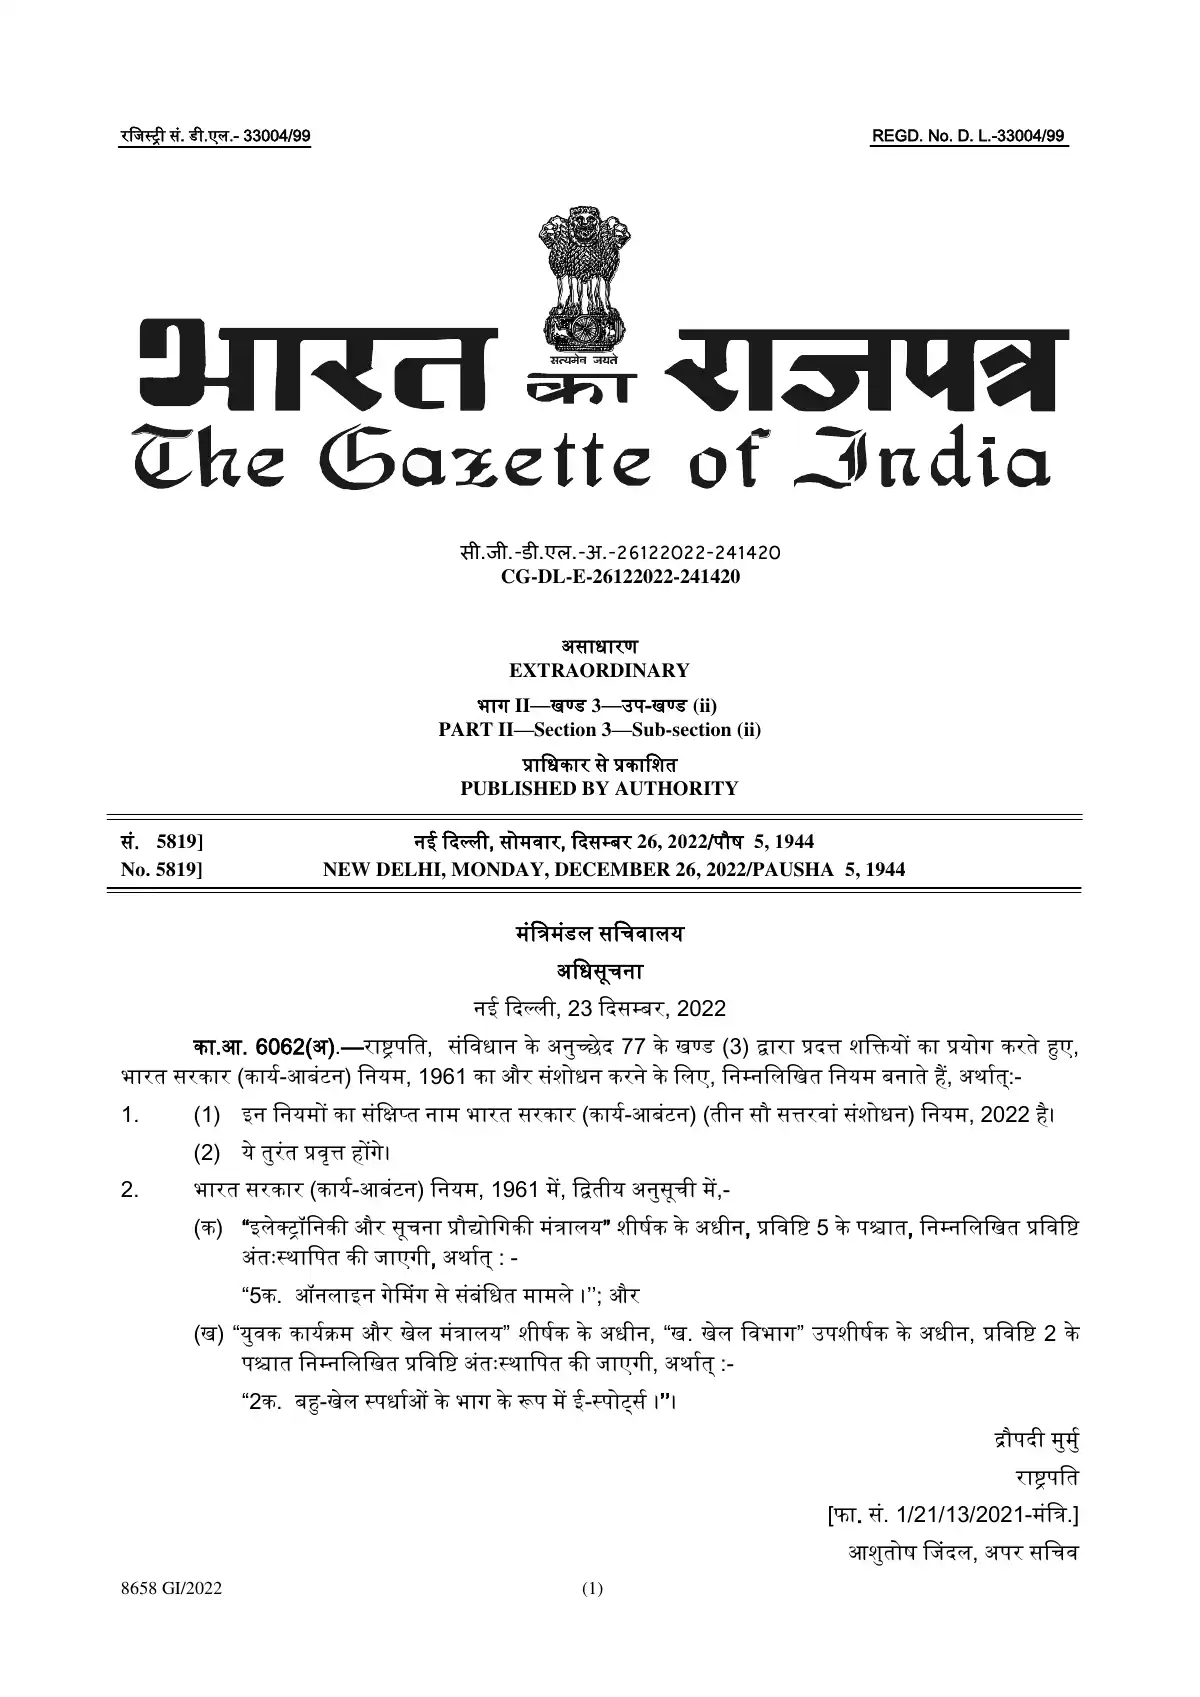 रजिस्ट्री सं. डी.एल.- 33004/99
REGD. No. D. L.-33004/99
सत्यमेव जयते
भारत का राजपत्र
The Gazette of India
सी.जी.-डी.एल.-अ.-26122022-241420
CG-DL-E-26122022-241420
असाधारण
EXTRAORDINARY
भाग II—खण्ड 3—उप-खण्ड (ii)
PART II—Section 3—Sub-section (ii)
प्राधिकार से प्रकाशित
PUBLISHED BY AUTHORITY
सं. 5819] नई दिल्ली, सोमवार, दिसम्बर 26, 2022/पौष 5, 1944
No. 5819] NEW DELHI, MONDAY, DECEMBER 26, 2022/PAUSHA 5, 1944
मंत्रिमंडल सचिवालय
अधिसूचना
नई दिल्ली, 23 दिसम्बर, 2022
का.आ. 6062(अ).—राष्ट्रपति, संविधान के अनुच्छेद 77 के खण्ड (3) द्वारा प्रदत्त शक्तियों का प्रयोग करते हुए,
भारत सरकार (कार्य-आबंटन) नियम, 1961 का और संशोधन करने के लिए, निम्नलिखित नियम बनाते हैं, अर्थात्:-
1. (1) इन नियमों का संक्षिप्त नाम भारत सरकार (कार्य-आबंटन) (तीन सौ सत्तरवां संशोधन) नियम, 2022 है।
(2) ये तुरंत प्रवृत्त होंगे।
2. भारत सरकार (कार्य-आबंटन) नियम, 1961 में, द्वितीय अनुसूची में,-
(क) “इलेक्ट्रॉनिकी और सूचना प्रौद्योगिकी मंत्रालय” शीर्षक के अधीन, प्रविष्टि 5 के पश्चात, निम्नलिखित प्रविष्टि
अंतःस्थापित की जाएगी, अर्थात् : -
“5क. ऑनलाइन गेमिंग से संबंधित मामले ।’’; और
(ख) “युवक कार्यक्रम और खेल मंत्रालय” शीर्षक के अधीन, “ख. खेल विभाग” उपशीर्षक के अधीन, प्रविष्टि 2 के
पश्चात निम्नलिखित प्रविष्टि अंतःस्थापित की जाएगी, अर्थात् :-
“2क. बहु-खेल स्पर्धाओं के भाग के रूप में ई-स्पोर्ट्स ।”।
द्रौपदी मुर्मु
राष्ट्रपति
[फा. सं. 1/21/13/2021-मंत्रि.]
आशुतोष जिंदल, अपर सचिव
8658 GI/2022 (1)